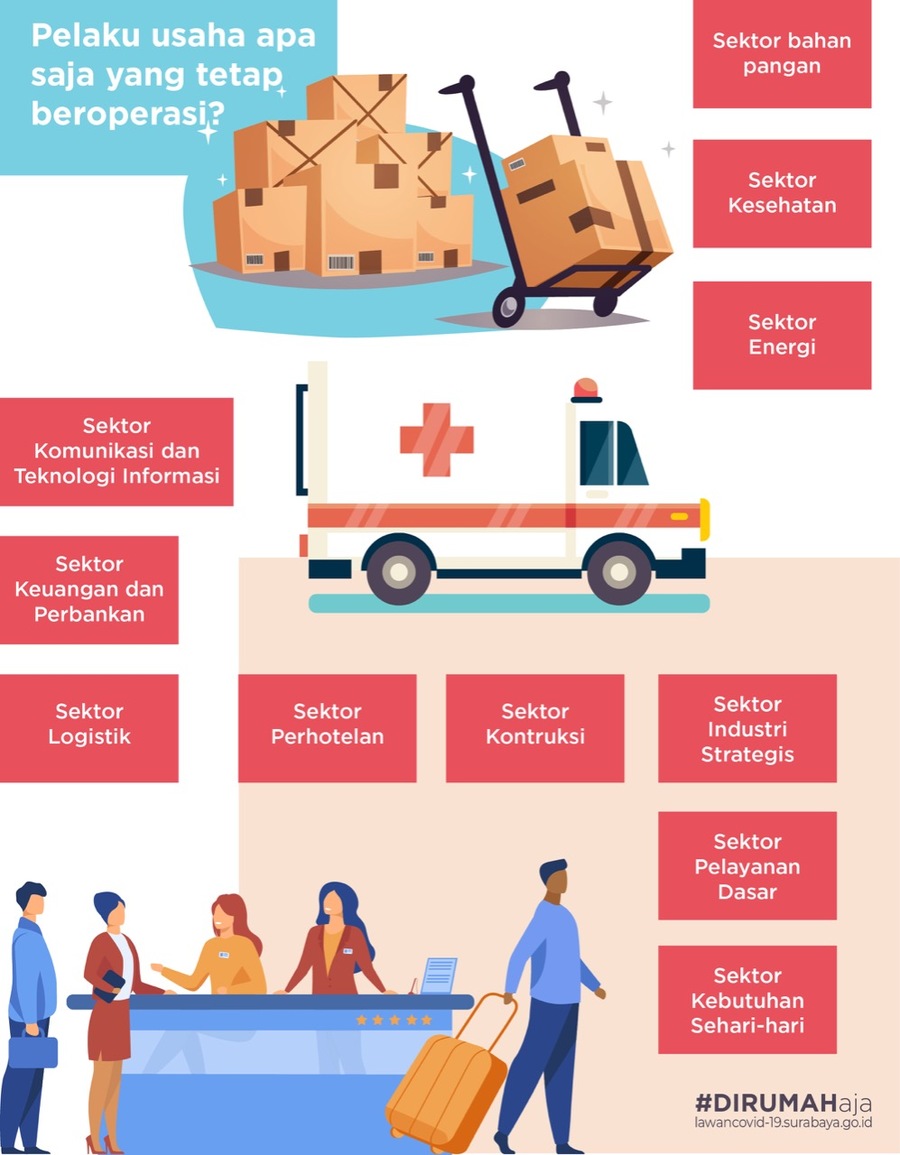 Pelaku usaha apa
saja yang tetap
beroperasi?
Sektor bahan
pangan
Sektor
Kesehatan
Sektor
Energi
Sektor
Komunikasi dan
Teknologi Informasi
Sektor
Keuangan dan
Perbankan
Sektor
Logistik
Sektor
Perhotelan
Sektor
Kontruksi
Sektor
Industri
Strategis
Sektor
Pelayanan
Dasar
Sektor
Kebutuhan
Sehari-hari
#DIRUMAHaja
lawancovid-19.surabaya.go.id